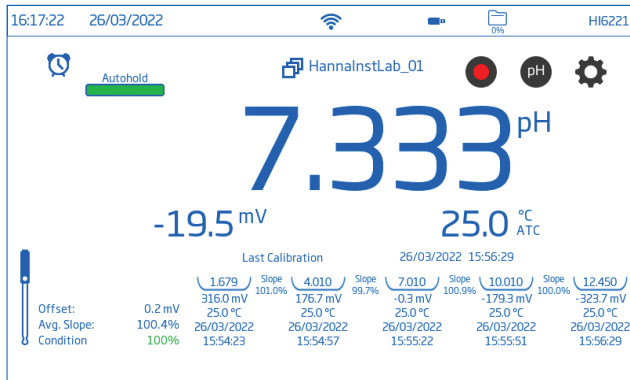 16:17:22 26/03/2022 0% HI6221
Autohold HannaInstLab_01 pH
7.333 pH
-19.5 mV 25.0 °C
ATC
Last Calibration 26/03/2022 15:56:29
1.679 Slope 101.0% 4.010 Slope 99.7% 7.010 Slope 100.9% 10.010 Slope 100.0% 12.450
316.0 mV 176.7 mV -0.3 mV -179.3 mV -323.7 mV
Offset: 0.2 mV 25.0 °C 25.0 °C 25.0 °C 25.0 °C 25.0 °C
Avg. Slope: 100.4% 26/03/2022 26/03/2022 26/03/2022 26/03/2022 26/03/2022
Condition 100% 15:54:23 15:54:57 15:55:22 15:55:51 15:56:29